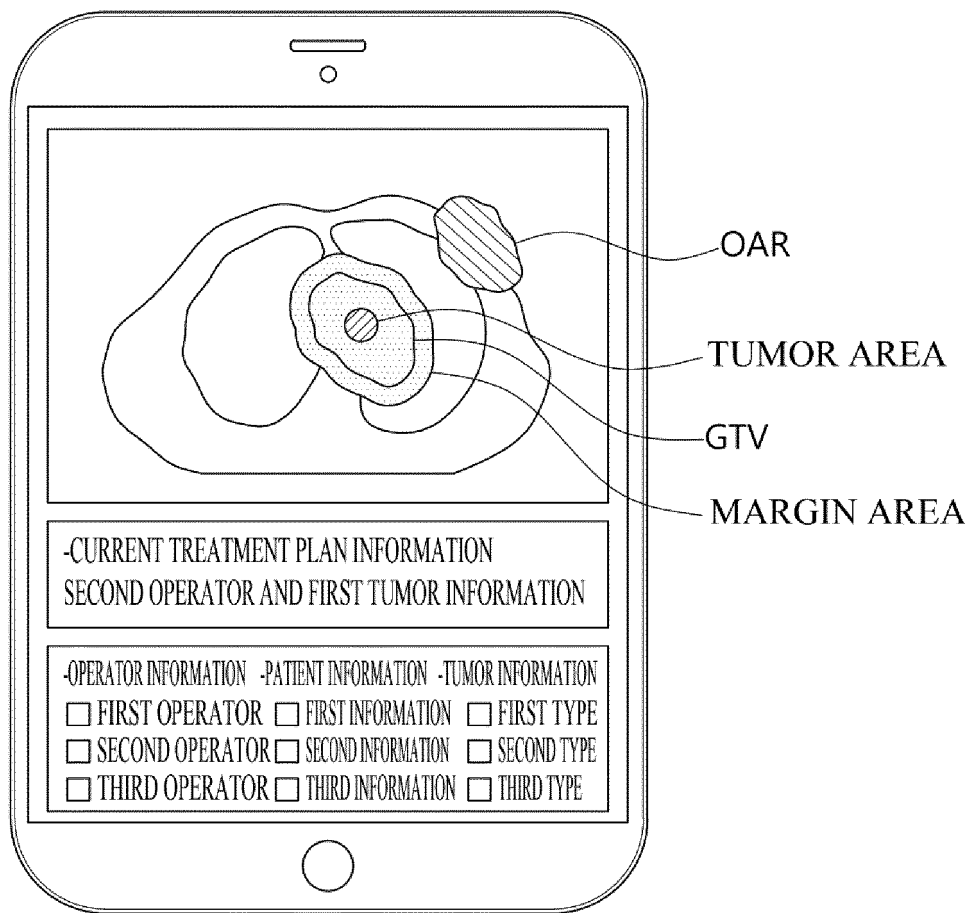 OAR
TUMOR AREA
GTV
MARGIN AREA
-CURRENT TREATMENT PLAN INFORMATION
SECOND OPERATOR AND FIRST TUMOR INFORMATION
-OPERATOR INFORMATION -PATIENT INFORMATION -TUMOR INFORMATION
FIRST OPERATOR FIRST INFORMATION FIRST TYPE
SECOND OPERATOR SECOND INFORMATION SECOND TYPE
THIRD OPERATOR THIRD INFORMATION THIRD TYPE